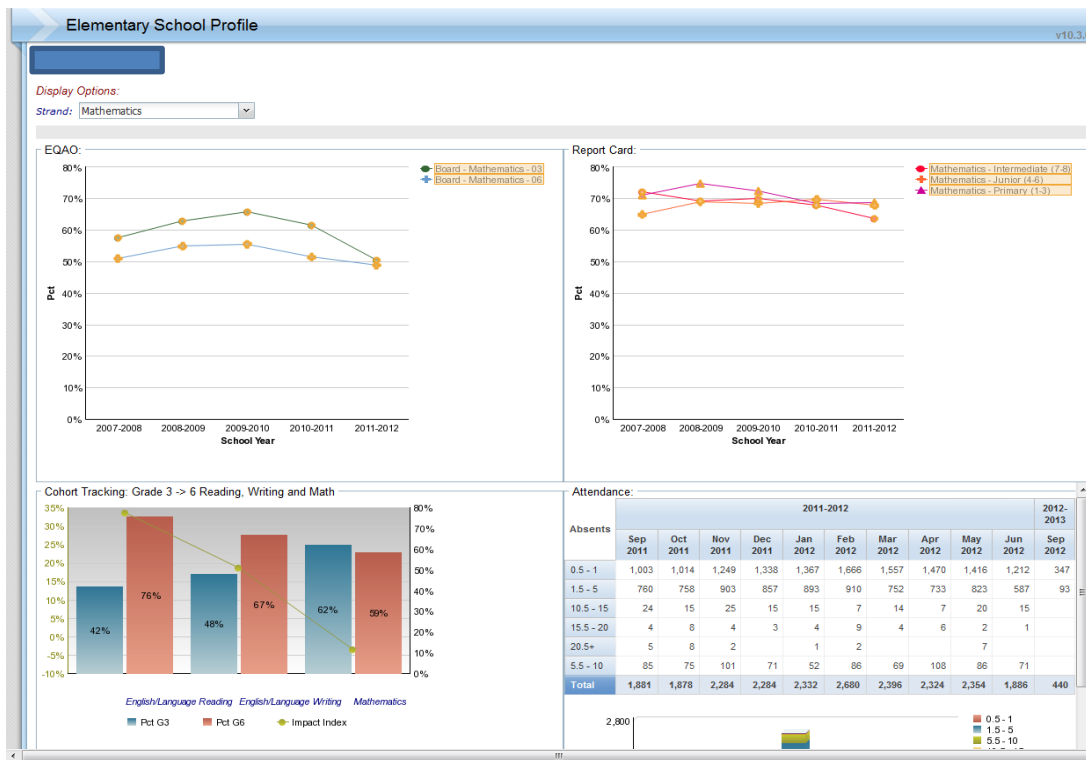 Elementary School Profile
v10.3.
Display Options:
Strand: Mathematics
EQAO:
80%
70%
60%
50%
40%
30%
20%
10%
0%
Pct
2007-2008 2008-2009 2009-2010 2010-2011 2011-2012
School Year
Board - Mathematics - 03
Board - Mathematics - 06
Report Card:
80%
70%
60%
50%
40%
30%
20%
10%
0%
Pct
2007-2008 2008-2009 2009-2010 2010-2011 2011-2012
School Year
Mathematics - Intermediate (7-8)
Mathematics - Junior (4-6)
Mathematics - Primary (1-3)
Cohort Tracking: Grade 3 -> 6 Reading, Writing and Math
35%
30%
25%
20%
15%
10%
5%
0%
-5%
-10%
80%
70%
60%
50%
40%
30%
20%
10%
0%
42% 76% 48% 67% 62% 59%
English/Language Reading English/Language Writing Mathematics
Pct G3 Pct G6 Impact Index
Attendance:
Absents 2011-2012 2012-2013
Sep 2011 Oct 2011 Nov 2011 Dec 2011 Jan 2012 Feb 2012 Mar 2012 Apr 2012 May 2012 Jun 2012 Sep 2012
0.5 - 1 1,003 1,014 1,249 1,338 1,367 1,666 1,557 1,470 1,416 1,212 347
1.5 - 5 760 758 903 857 893 910 752 733 823 587 93
10.5 - 15 24 15 25 15 15 7 14 7 20 15
15.5 - 20 4 8 4 3 4 9 4 6 2 1
20.5+ 5 8 2 1 2 7
5.5 - 10 85 75 101 71 52 86 69 108 86 71
Total 1,881 1,878 2,284 2,284 2,332 2,680 2,396 2,324 2,354 1,886 440
2,800
0.5 - 1
1.5 - 5
5.5 - 10